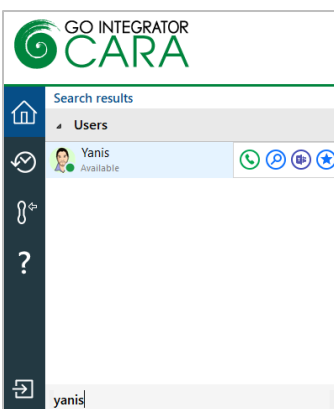 GO INTEGRATOR
CARA
Search results
Users
Yanis
Available
?
yanis